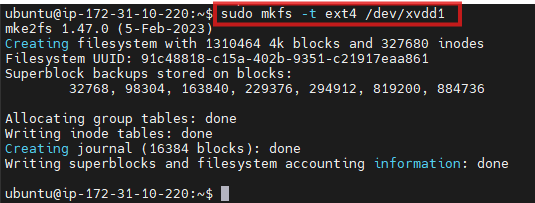 ubuntu@ip-172-31-10-220:~$ sudo mkfs -t ext4 /dev/xvdd1
mke2fs 1.47.0 (5-Feb-2023)
Creating filesystem with 1310464 4k blocks and 327680 inodes
Filesystem UUID: 91c48818-c15a-402b-9351-c21917eaa861
Superblock backups stored on blocks:
        32768, 98304, 163840, 229376, 294912, 819200, 884736
Allocating group tables: done
Writing inode tables: done
Creating journal (16384 blocks): done
Writing superblocks and filesystem accounting information: done
ubuntu@ip-172-31-10-220:~$